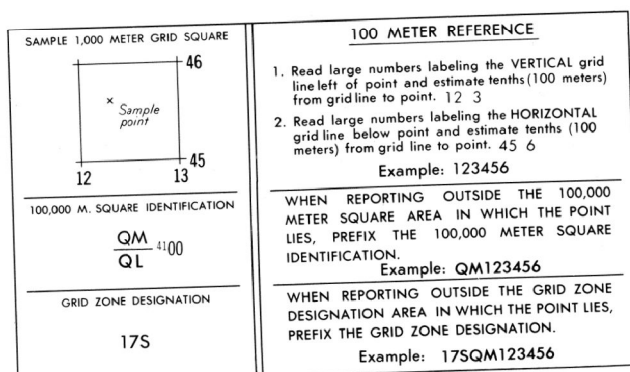 SAMPLE 1,000 METER GRID SQUARE
46
×
Sample
point
45
12
13
100,000 M. SQUARE IDENTIFICATION
QM
QL
4100
GRID ZONE DESIGNATION
17S
100 METER REFERENCE
1. Read large numbers labeling the VERTICAL grid
line left of point and estimate tenths (100 meters)
from grid line to point. 12 3
2. Read large numbers labeling the HORIZONTAL
grid line below point and estimate tenths (100
meters) from grid line to point. 45 6
Example: 123456
WHEN REPORTING OUTSIDE THE 100,000
METER SQUARE AREA IN WHICH THE POINT
LIES, PREFIX THE 100,000 METER SQUARE
IDENTIFICATION.
Example: QM123456
WHEN REPORTING OUTSIDE THE GRID ZONE
DESIGNATION AREA IN WHICH THE POINT LIES,
PREFIX THE GRID ZONE DESIGNATION.
Example: 17SQM123456